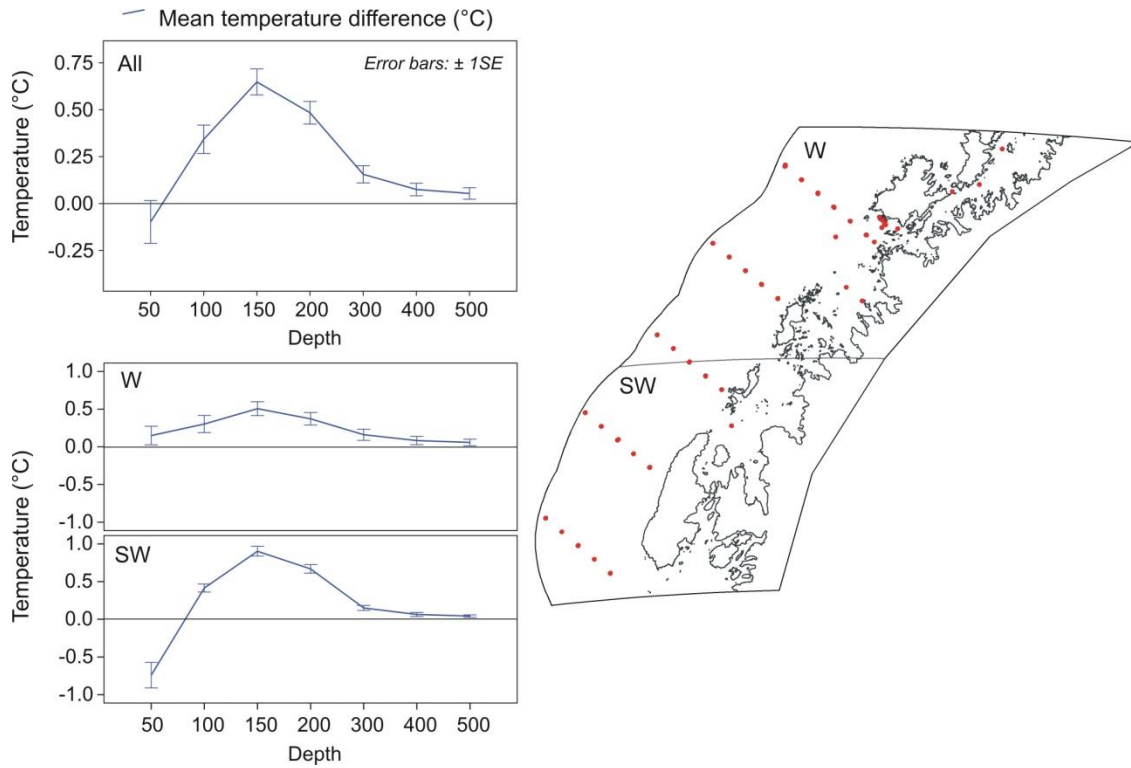 Mean temperature difference (°C)
All
Error bars: ± 1SE
Temperature (°C)
0.75
0.50
0.25
0.00
-0.25
50 100 150 200 300 400 500
Depth
W
1.0
0.5
0.0
-0.5
-1.0
Temperature (°C)
SW
1.0
0.5
0.0
-0.5
-1.0
50 100 150 200 300 400 500
Depth
W
SW